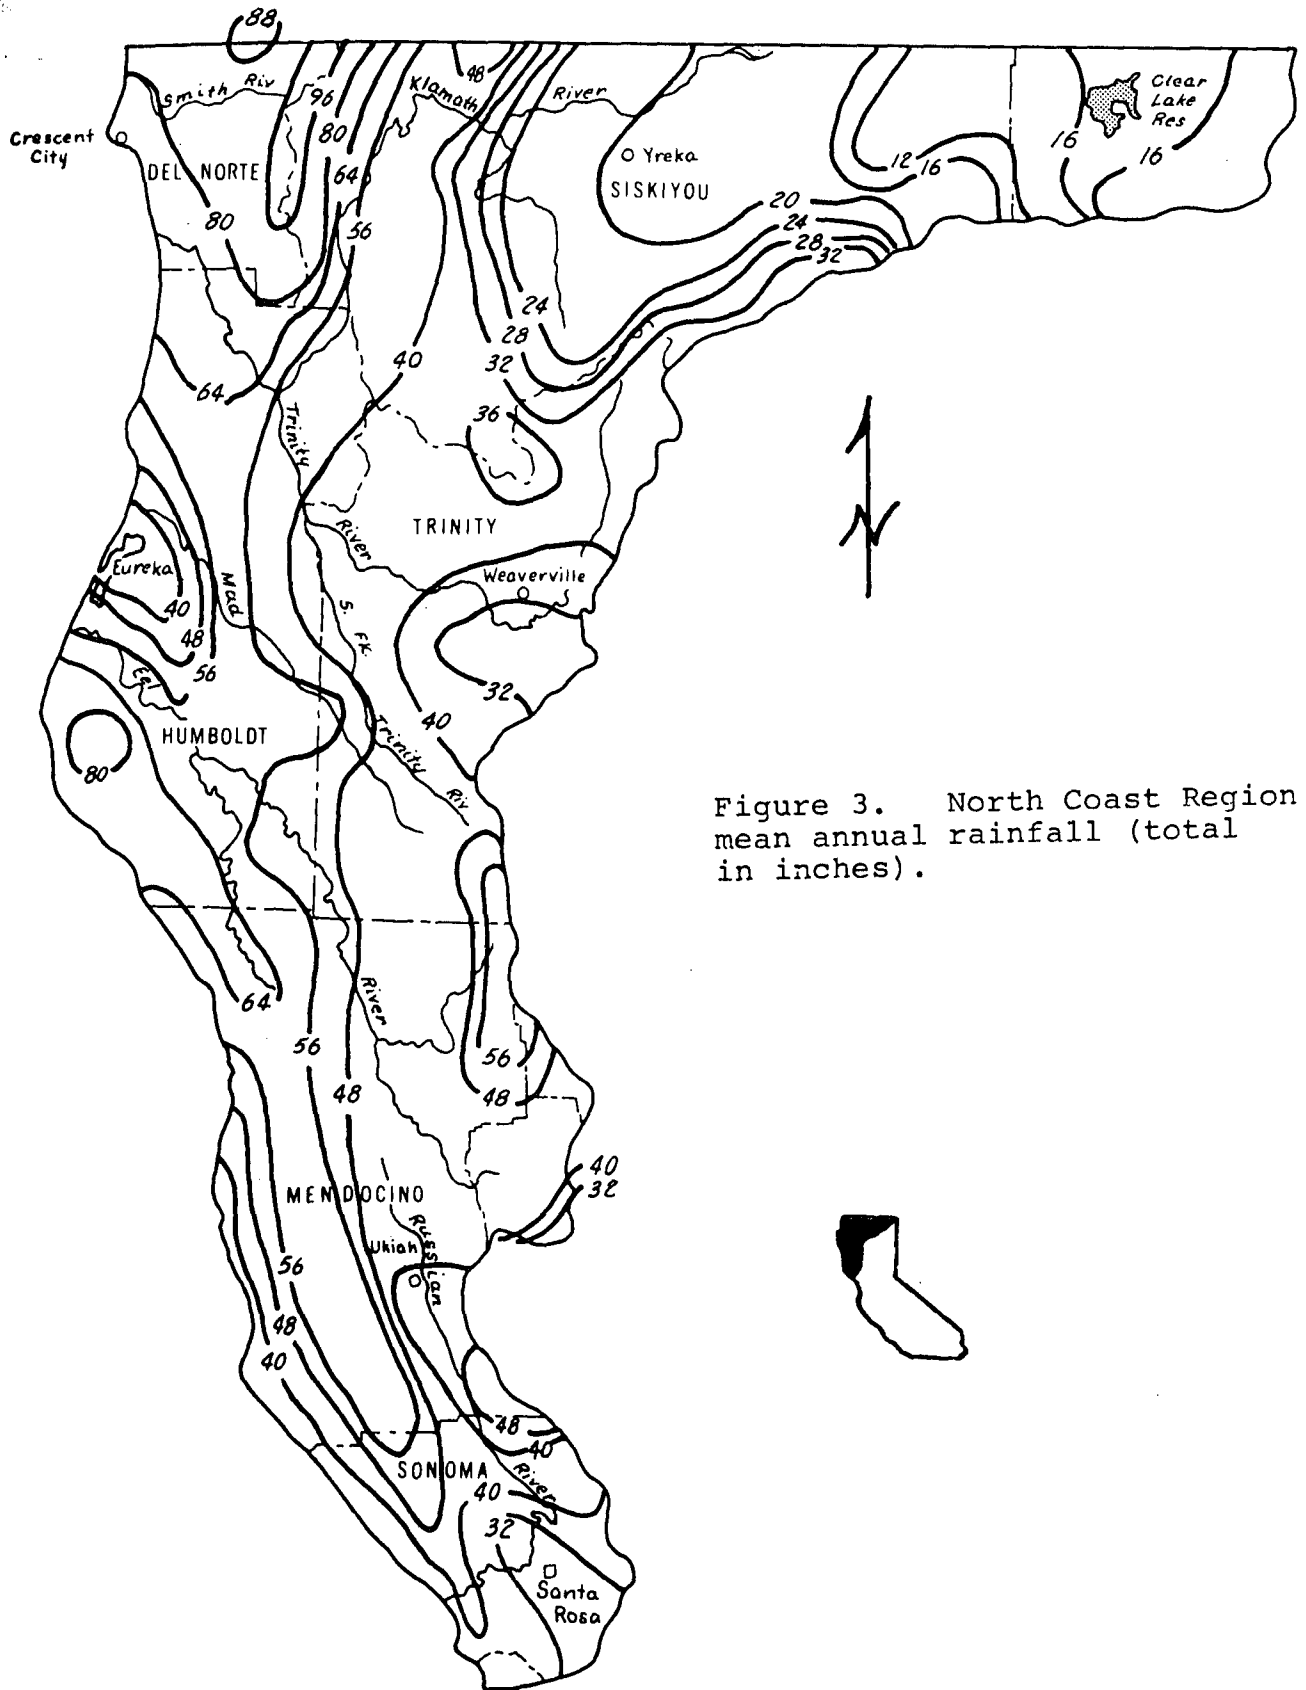 88
Smith Riv
96
Klamath
48
River
Clear
Lake
Res
Crescent
City
80
DEL NORTE
64
Yreka
SISKIYOU
12
16
16
16
80
56
20
24
28
32
24
28
32
40
64
36
Trinity
TRINITY
River
Eureka
Mad
Weaverville
S. FK.
40
48
56
Eel
32
HUMBOLDT
40
Trinity
Riv
80
Figure 3. North Coast Region
mean annual rainfall (total
in inches).
64
River
56
56
48
48
40
32
MENDOCINO
Russian
Ukiah
56
48
40
48
40
SONOMA
River
40
32
Santa
Rosa
N